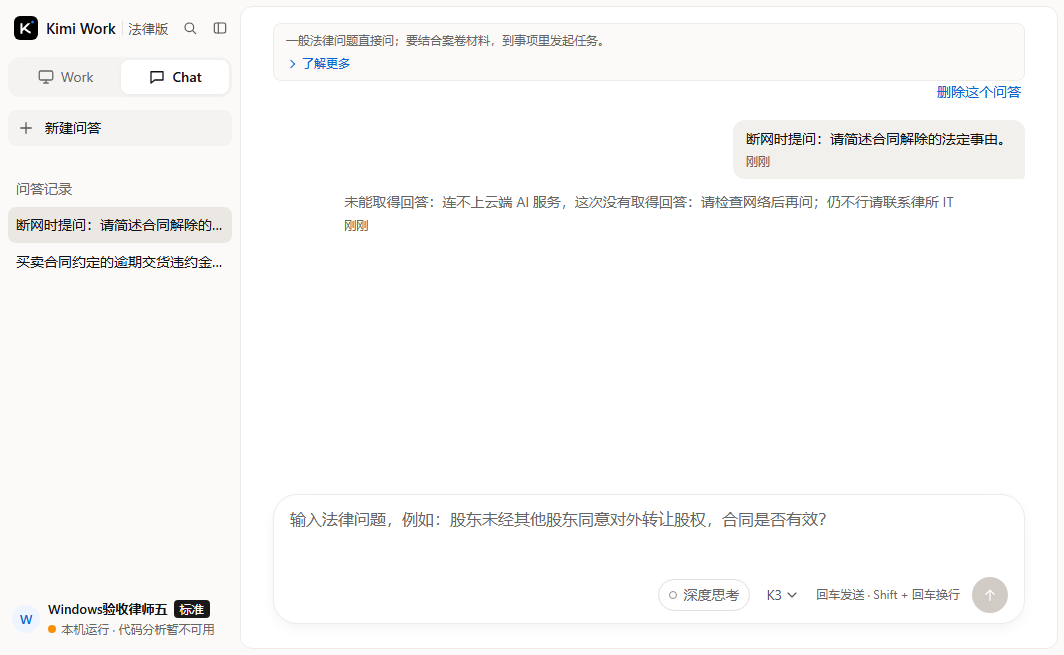 Kimi Work 法律版
Work
Chat
新建问答
问答记录
断网时提问：请简述合同解除的...
买卖合同约定的逾期交货违约金...
Windows验收律师五 标准
W
本机运行 · 代码分析暂不可用
一般法律问题直接问；要结合案卷材料，到事项里发起任务。
了解更多
删除这个问答
断网时提问：请简述合同解除的法定事由。
刚刚
未能取得回答：连不上云端 AI 服务，这次没有取得回答：请检查网络后再问；仍不行请联系律所 IT
刚刚
输入法律问题，例如：股东未经其他股东同意对外转让股权，合同是否有效？
深度思考 K3 回车发送 · Shift + 回车换行